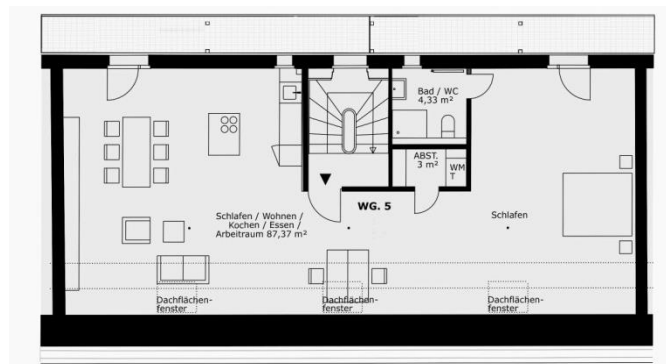 Bad / WC
4,33 m²
ABST.
3 m²
WM
T
WG. 5
Schlafen / Wohnen /
Kochen / Essen /
Arbeitraum 87,37 m²
Schlafen
Dachflächen-
fenster
Dachflächen-
fenster
Dachflächen-
fenster